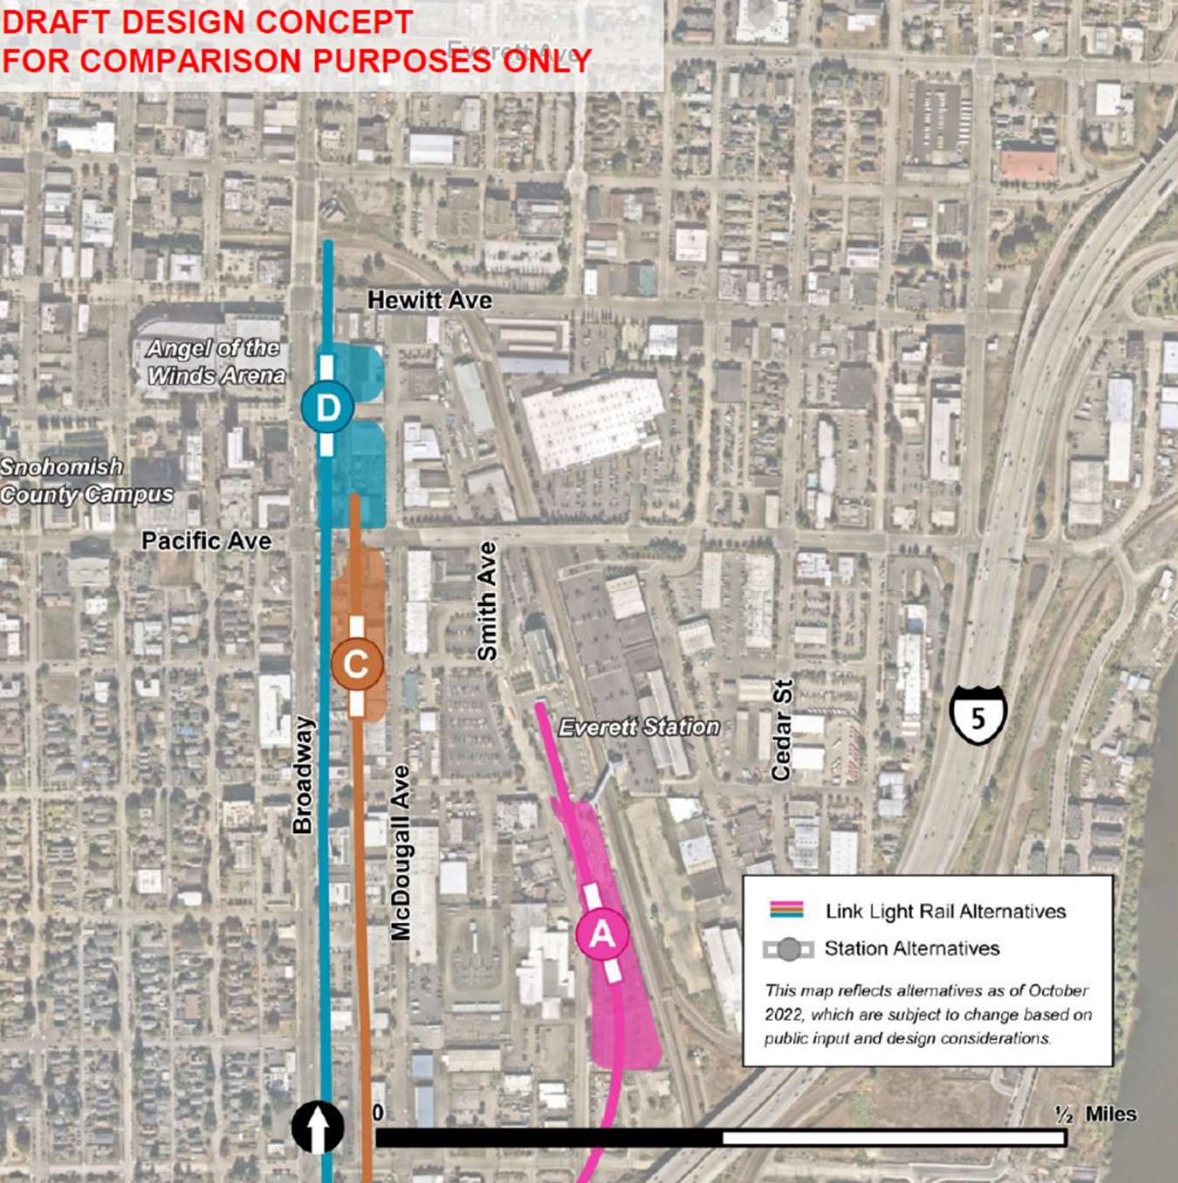 DRAFT DESIGN CONCEPT
FOR COMPARISON PURPOSES ONLY
Everett Ave
Hewitt Ave
Angel of the
Winds Arena
D
Snohomish
County Campus
Pacific Ave
Smith Ave
C
Everett Station
Cedar St
5
Broadway
McDougall Ave
A
Link Light Rail Alternatives
Station Alternatives
This map reflects alternatives as of October
2022, which are subject to change based on
public input and design considerations.
0
½ Miles